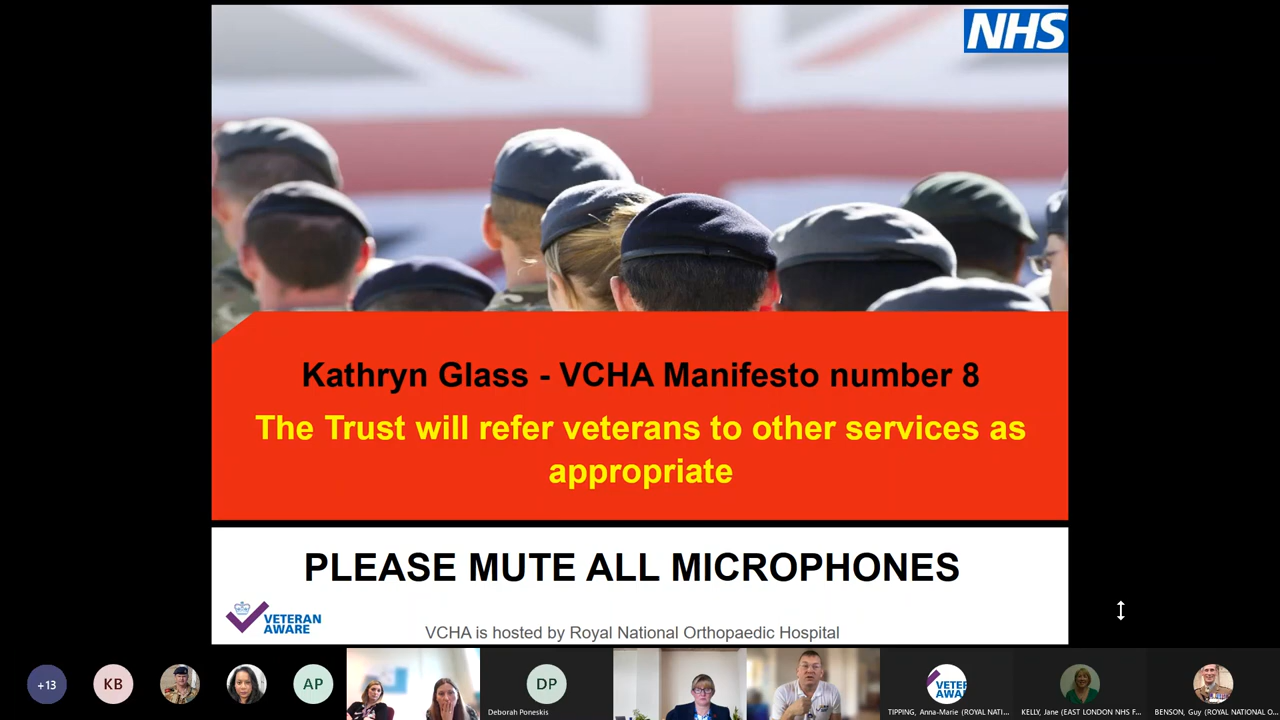 NHS
Kathryn Glass - VCHA Manifesto number 8
The Trust will refer veterans to other services as
appropriate
PLEASE MUTE ALL MICROPHONES
VETERAN
AWARE
VCHA is hosted by Royal National Orthopaedic Hospital
+13
KB
AP
DP
Deborah Poneskis
VETER
AWA
TIPPING, Anna-Marie (ROYAL NATI...
KELLY, Jane (EAST LONDON NHS F...
BENSON, Guy (ROYAL NATIONAL O...